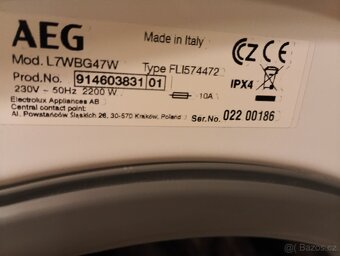 AEG
Made in Italy
Mod. L7WBG47W
Type FLI574472
Prod.No. 914603831 01
230V ~ 50Hz 2200 W
10A
IPX4
Electrolux Appliances AB
Central contact point:
Al. Powstańców Śląskich 26, 30-570 Kraków, Poland
Ser.No. 022 00186
Bazos.cz